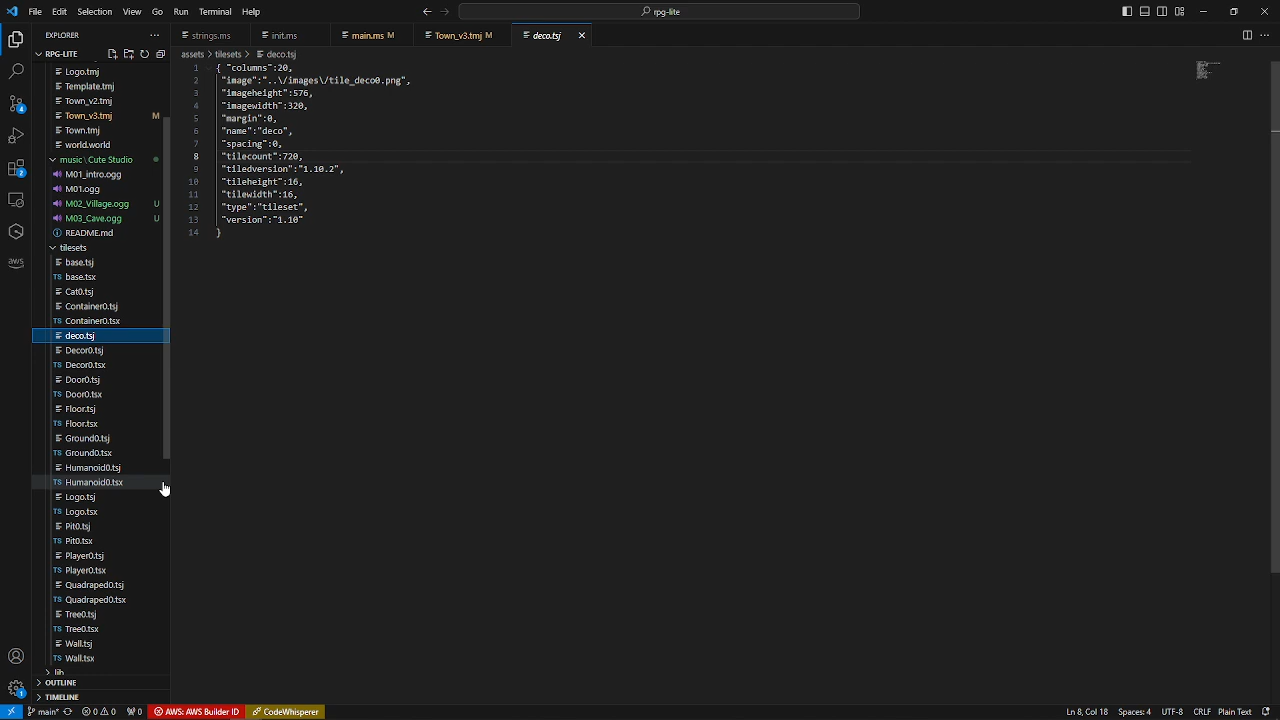 File Edit Selection View Go Run Terminal Help
rpg-lite
EXPLORER
strings.ms
init.ms
main.ms M
Town_v3.tmj M
deco.tsj
RPG-LITE
assets > tilesets > deco.tsj
Logo.tmj
Template.tmj
Town_v2.tmj
Town_v3.tmj M
Town.tmj
world.world
music \ Cute Studio
M01_intro.ogg
M01.ogg
M02_Village.ogg U
M03_Cave.ogg U
README.md
tilesets
base.tsj
base.tsx
Cat0.tsj
Container0.tsj
Container0.tsx
deco.tsj
Decor0.tsj
Decor0.tsx
Door0.tsj
Door0.tsx
Floor.tsj
Floor.tsx
Ground0.tsj
Ground0.tsx
Humanoid0.tsj
Humanoid0.tsx
Logo.tsj
Logo.tsx
Pit0.tsj
Pit0.tsx
Player0.tsj
Player0.tsx
Quadraped0.tsj
Quadraped0.tsx
Tree0.tsj
Tree0.tsx
Wall.tsj
Wall.tsx
lib
OUTLINE
TIMELINE
1 { "columns":20,
2 "image":"..\/images\/tile_deco0.png",
3 "imageheight":576,
4 "imagewidth":320,
5 "margin":0,
6 "name":"deco",
7 "spacing":0,
8 "tilecount":720,
9 "tiledversion":"1.10.2",
10 "tileheight":16,
11 "tilewidth":16,
12 "type":"tileset",
13 "version":"1.10"
14 }
4
2
aws
1
main* 0 0 0 AWS: AWS Builder ID CodeWhisperer
Ln 8, Col 18 Spaces: 4 UTF-8 CRLF Plain Text